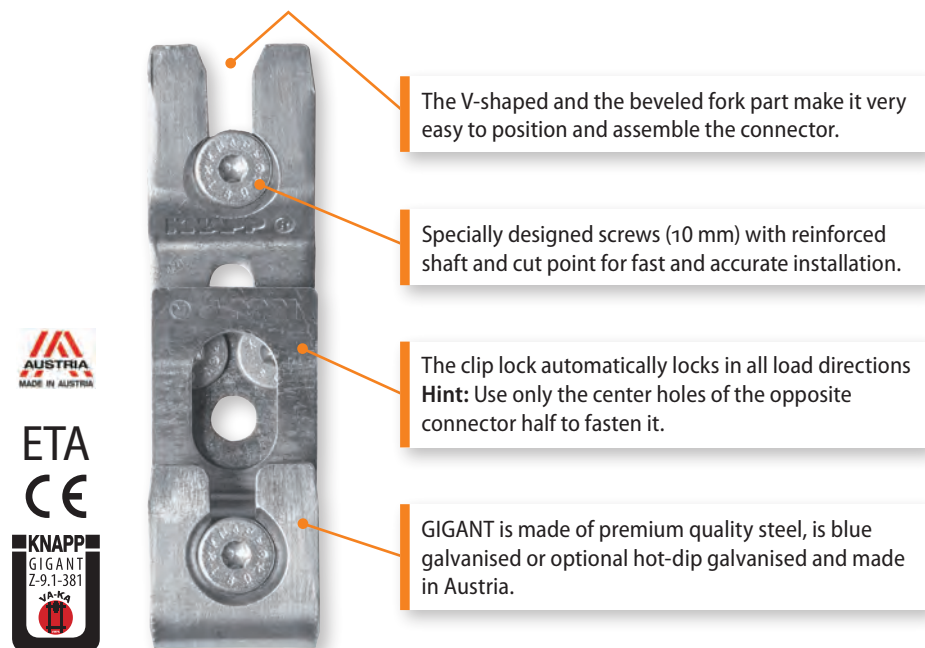 The V-shaped and the beveled fork part make it very
easy to position and assemble the connector.
KNAPP ®
Specially designed screws (10 mm) with reinforced
shaft and cut point for fast and accurate installation.
AUSTRIA
MADE IN AUSTRIA
The clip lock automatically locks in all load directions
Hint: Use only the center holes of the opposite
connector half to fasten it.
ETA
CE
KNAPP
GIGANT
Z-9.1-381
VA-KA
GIGANT is made of premium quality steel, is blue
galvanised or optional hot-dip galvanised and made
in Austria.